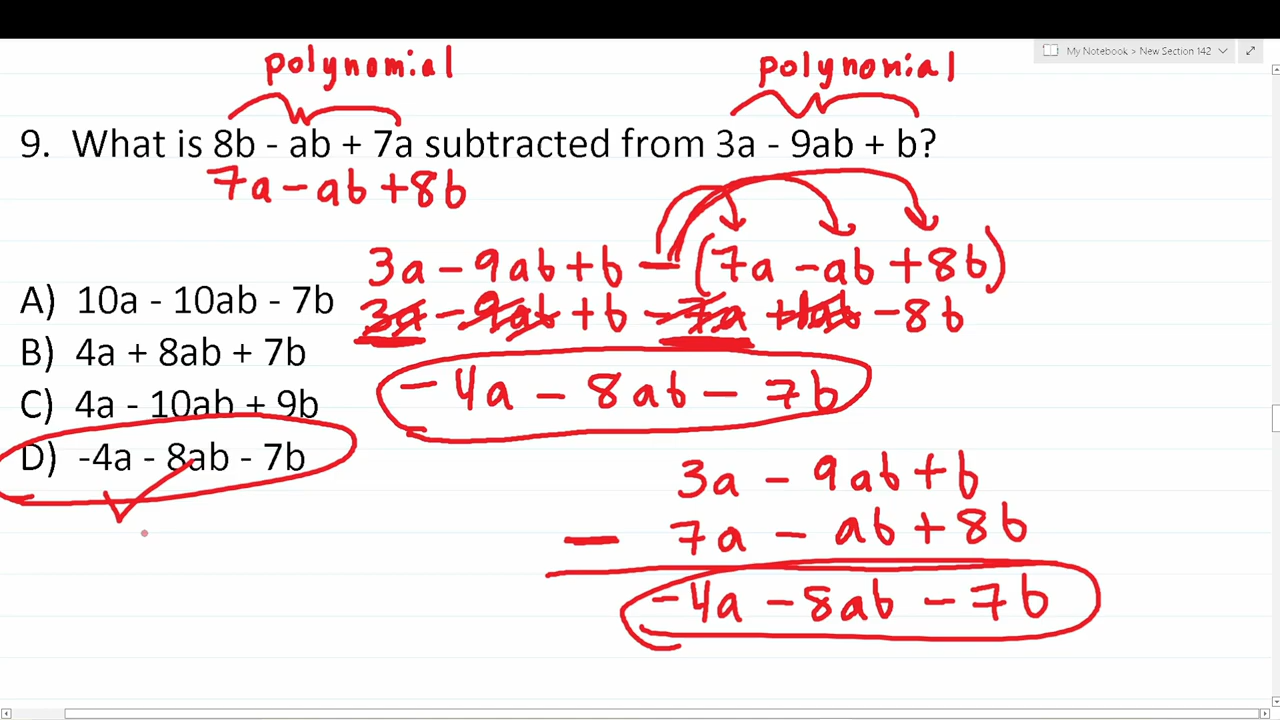 My Notebook > New Section 142
polynomial polynomial
9. What is 8b - ab + 7a subtracted from 3a - 9ab + b?
7a - ab + 8b
3a - 9ab + b - (7a - ab + 8b)
A) 10a - 10ab - 7b
3a - 9ab + b - 7a + 1ab - 8b
B) 4a + 8ab + 7b
-4a - 8ab - 7b
C) 4a - 10ab + 9b
D) -4a - 8ab - 7b
3a - 9ab + b
- 7a - ab + 8b
-4a - 8ab - 7b